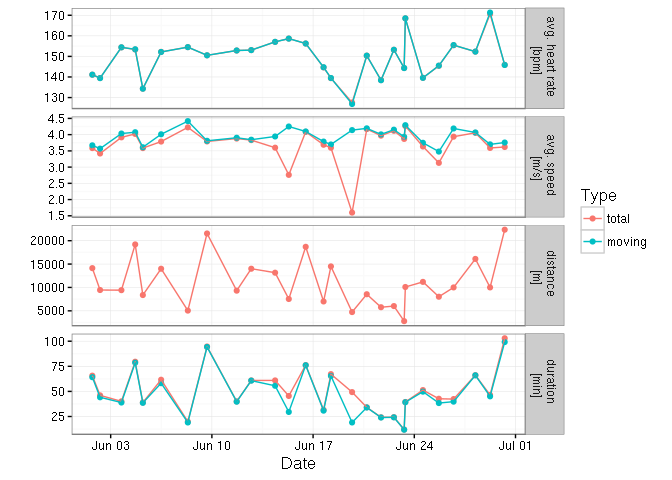 170
160
150
140
130
avg. heart rate
[bpm]
4.5
4.0
3.5
3.0
2.5
2.0
1.5
avg. speed
[m/s]
20000
15000
10000
5000
distance
[m]
100
75
50
25
duration
[min]
Jun 03
Jun 10
Jun 17
Jun 24
Jul 01
Date
Type
total
moving